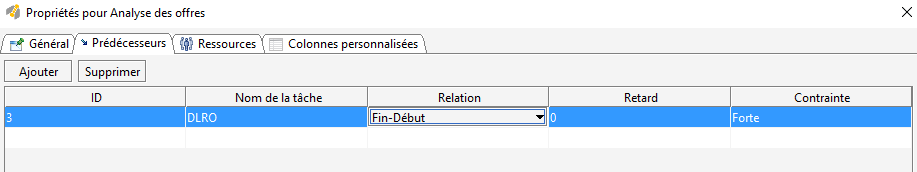 Propriétés pour Analyse des offres
Général Prédécesseurs Ressources Colonnes personnalisées
Ajouter Supprimer
ID Nom de la tâche Relation Retard Contrainte
3 DLRO Fin-Début 0 Forte